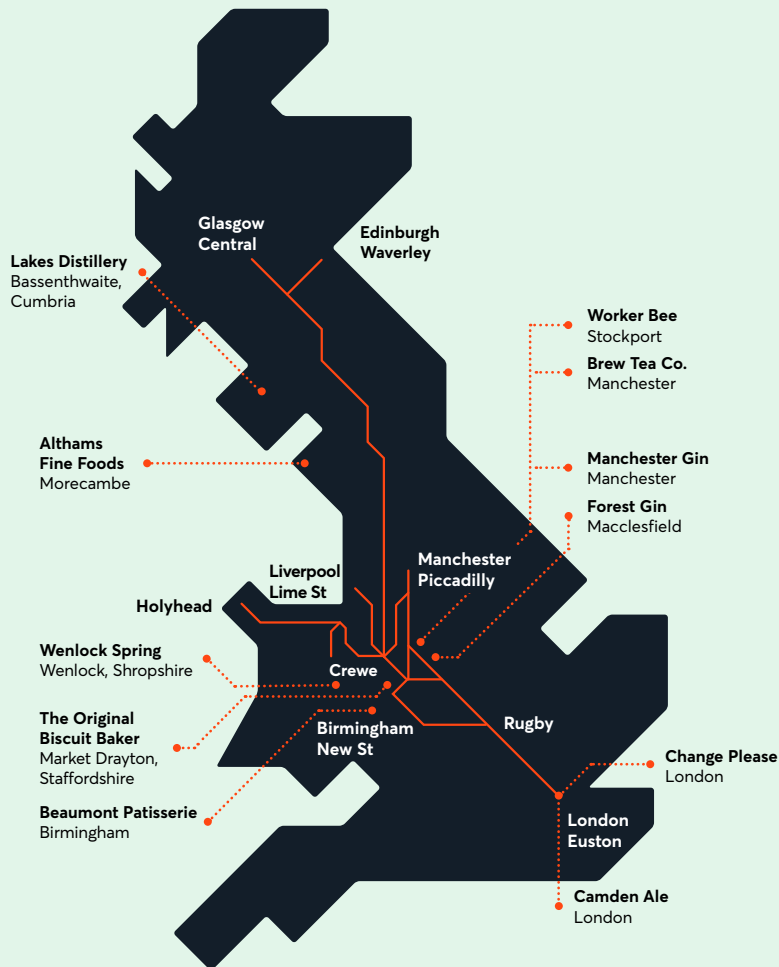 Glasgow
Central
Edinburgh
Waverley
Lakes Distillery
Bassenthwaite,
Cumbria
Worker Bee
Stockport
Brew Tea Co.
Manchester
Althams
Fine Foods
Morecambe
Manchester Gin
Manchester
Forest Gin
Macclesfield
Manchester
Piccadilly
Liverpool
Lime St
Holyhead
Wenlock Spring
Wenlock, Shropshire
Crewe
The Original
Biscuit Baker
Market Drayton,
Staffordshire
Birmingham
New St
Rugby
Change Please
London
Beaumont Patisserie
Birmingham
London
Euston
Camden Ale
London